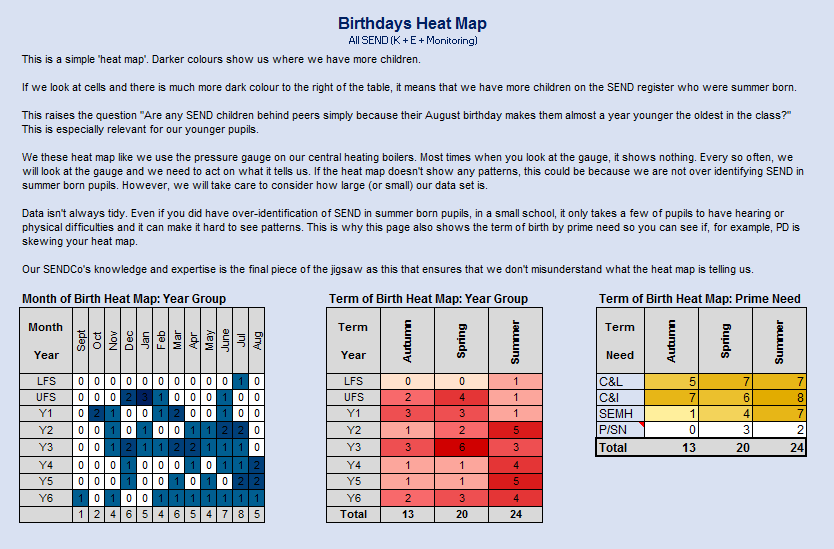 Birthdays Heat Map
All SEND (K + E + Monitoring)
This is a simple 'heat map'. Darker colours show us where we have more children.
If we look at cells and there is much more dark colour to the right of the table, it means that we have more children on the SEND register who were summer born.
This raises the question "Are any SEND children behind peers simply because their August birthday makes them almost a year younger the oldest in the class?"
This is especially relevant for our younger pupils.
We these heat map like we use the pressure gauge on our central heating boilers. Most times when you look at the gauge, it shows nothing. Every so often, we
will look at the gauge and we need to act on what it tells us. If the heat map doesn't show any patterns, this could be because we are not over identifying SEND in
summer born pupils. However, we will take care to consider how large (or small) our data set is.
Data isn't always tidy. Even if you did have over-identification of SEND in summer born pupils, in a small school, it only takes a few of pupils to have hearing or
physical difficulties and it can make it hard to see patterns. This is why this page also shows the term of birth by prime need so you can see if, for example, PD is
skewing your heat map.
Our SENDCo's knowledge and expertise is the final piece of the jigsaw as this that ensures that we don't misunderstand what the heat map is telling us.
Month of Birth Heat Map: Year Group
Month
Year
Sept Oct Nov Dec Jan Feb Mar Apr May June Jul Aug
LFS 0 0 0 0 0 0 0 0 0 0 1 0
UFS 0 0 0 2 3 1 0 0 0 1 0 0
Y1 0 2 1 0 0 1 2 0 0 1 0 0
Y2 0 0 1 0 1 0 0 1 1 2 2 0
Y3 0 0 1 2 1 1 2 2 1 1 1 0
Y4 0 0 0 1 0 0 0 1 0 1 1 2
Y5 0 0 0 1 0 0 1 0 1 0 2 2
Y6 1 0 1 0 0 1 1 1 1 1 1 1
1 2 4 6 5 4 6 5 4 7 8 5
Term of Birth Heat Map: Year Group
Term
Year
Autumn Spring Summer
LFS 0 0 1
UFS 2 4 1
Y1 3 3 1
Y2 1 2 5
Y3 3 6 3
Y4 1 1 4
Y5 1 1 5
Y6 2 3 4
Total 13 20 24
Term of Birth Heat Map: Prime Need
Term
Need
Autumn Spring Summer
C&L 5 7 7
C&I 7 6 8
SEMH 1 4 7
P/SN 0 3 2
Total 13 20 24